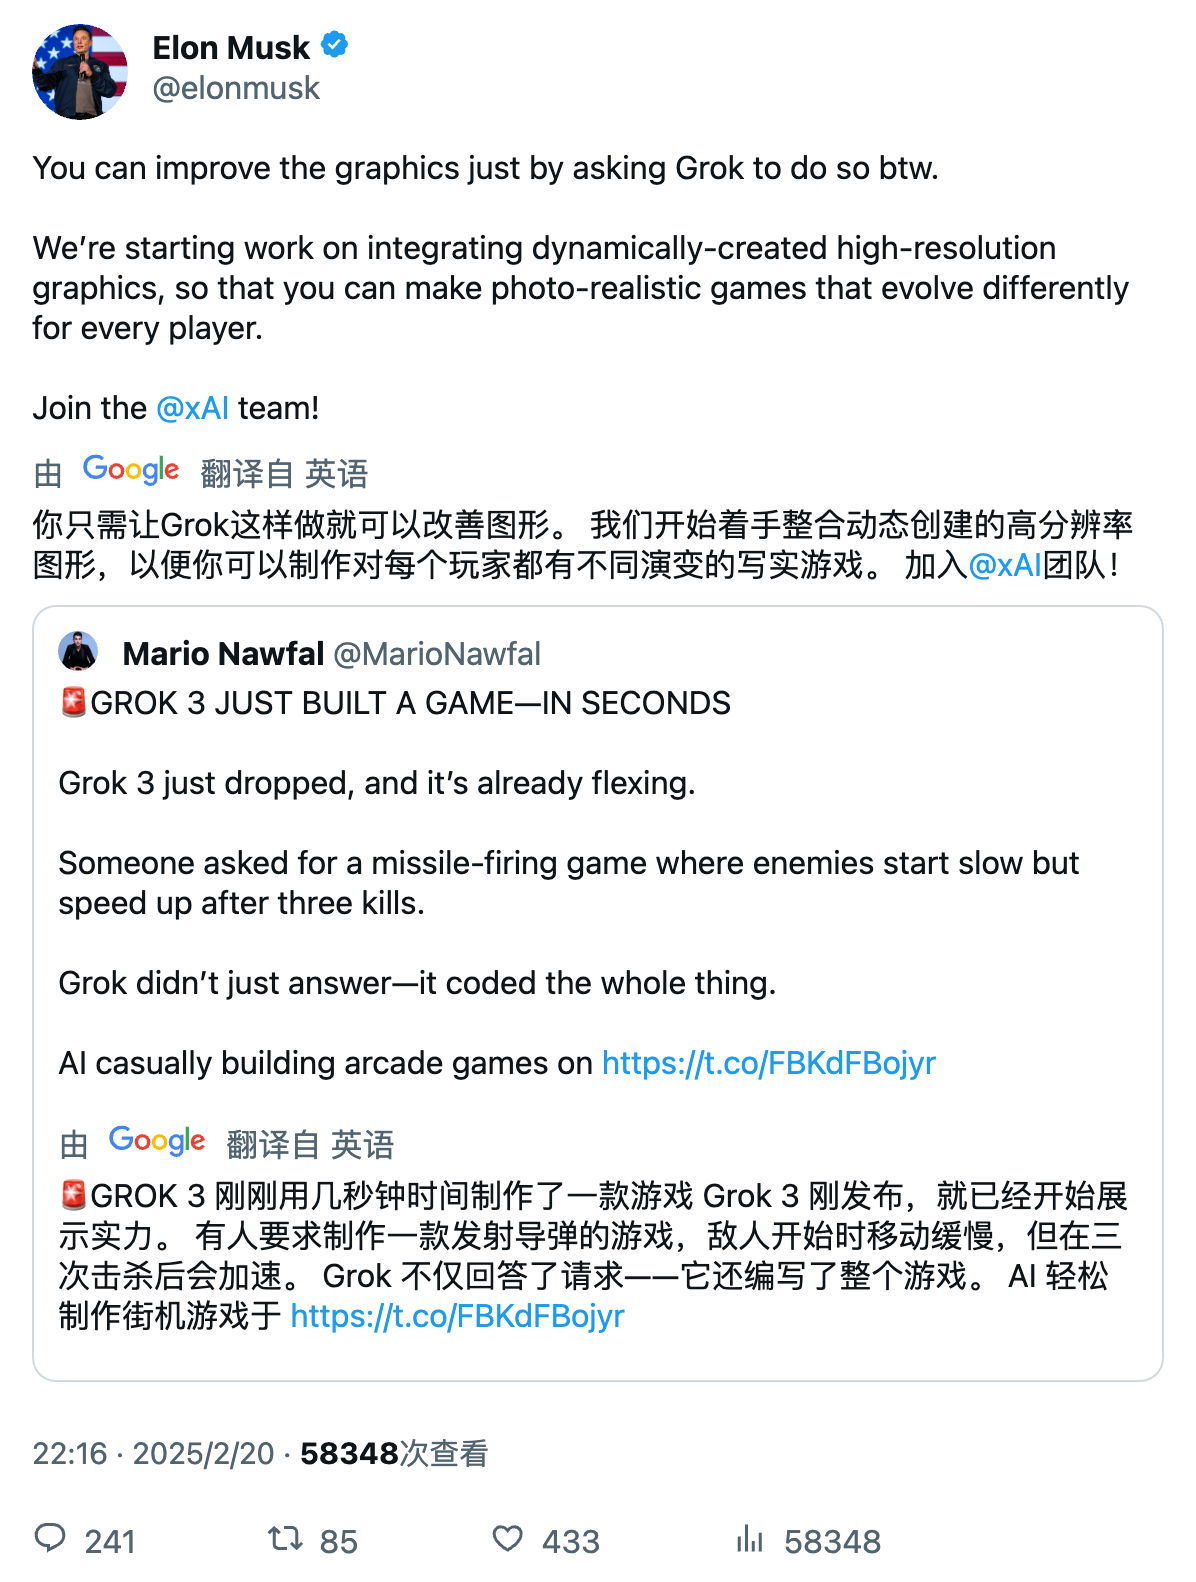 Elon Musk
@elonmusk
You can improve the graphics just by asking Grok to do so btw.
We’re starting work on integrating dynamically-created high-resolution
graphics, so that you can make photo-realistic games that evolve differently
for every player.
Join the @xAI team!
由 Google 翻译自 英语
你只需让Grok这样做就可以改善图形。 我们开始着手整合动态创建的高分辨率
图形，以便你可以制作对每个玩家都有不同演变的写实游戏。 加入@xAI团队！
Mario Nawfal @MarioNawfal
🚨GROK 3 JUST BUILT A GAME—IN SECONDS
Grok 3 just dropped, and it’s already flexing.
Someone asked for a missile-firing game where enemies start slow but
speed up after three kills.
Grok didn’t just answer—it coded the whole thing.
AI casually building arcade games on https://t.co/FBKdFBojyr
由 Google 翻译自 英语
🚨GROK 3 刚刚用几秒钟时间制作了一款游戏 Grok 3 刚发布，就已经开始展
示实力。 有人要求制作一款发射导弹的游戏，敌人开始时移动缓慢，但在三
次击杀后会加速。 Grok 不仅回答了请求——它还编写了整个游戏。 AI 轻松
制作街机游戏于 https://t.co/FBKdFBojyr
22:16 · 2025/2/20 · 58348次查看
241 85 433 58348